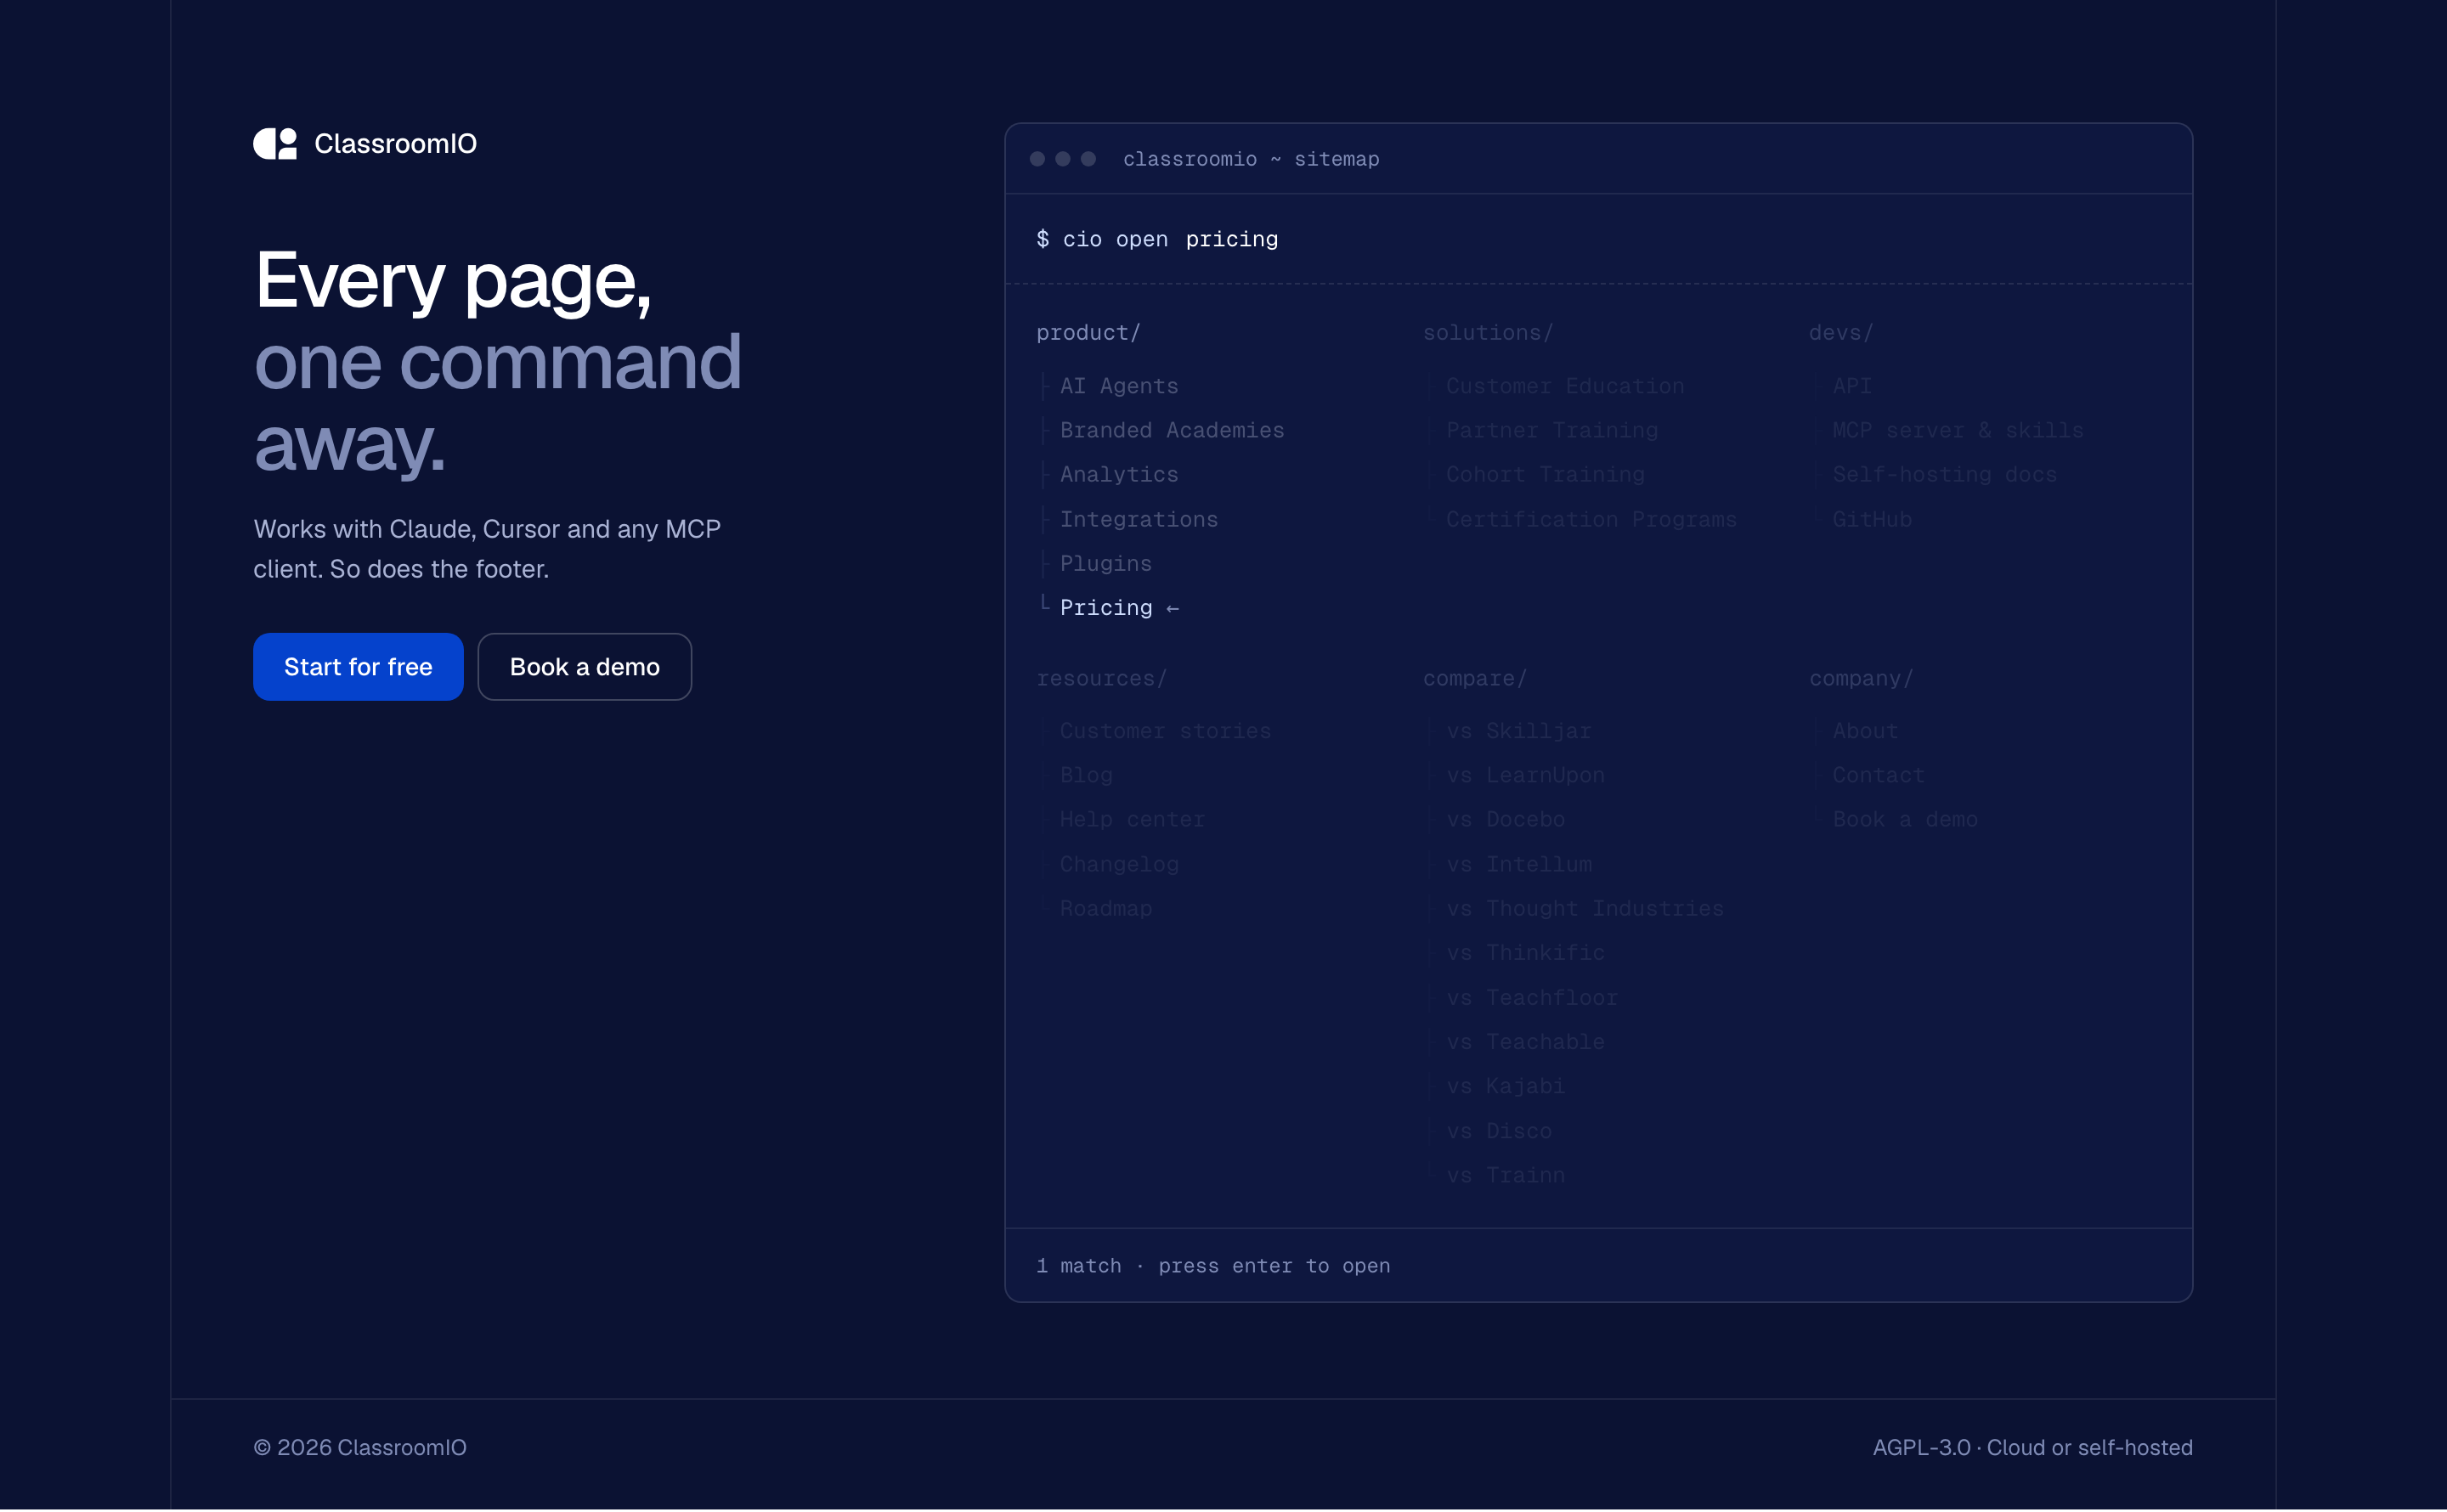 ClassroomIO
Every page,
one command
away.
Works with Claude, Cursor and any MCP
client. So does the footer.
Start for free
Book a demo
classroomio ~ sitemap
$ cio open pricing
product/
├ AI Agents
├ Branded Academies
├ Analytics
├ Integrations
├ Plugins
└ Pricing ←
solutions/
├ Customer Education
├ Partner Training
├ Cohort Training
└ Certification Programs
devs/
├ API
├ MCP server & skills
├ Self-hosting docs
└ GitHub
resources/
├ Customer stories
├ Blog
├ Help center
├ Changelog
└ Roadmap
compare/
├ vs Skilljar
├ vs LearnUpon
├ vs Docebo
├ vs Intellum
├ vs Thought Industries
├ vs Thinkific
├ vs Teachfloor
├ vs Teachable
├ vs Kajabi
├ vs Disco
└ vs Trainn
company/
├ About
├ Contact
└ Book a demo
1 match · press enter to open
© 2026 ClassroomIO
AGPL-3.0 · Cloud or self-hosted